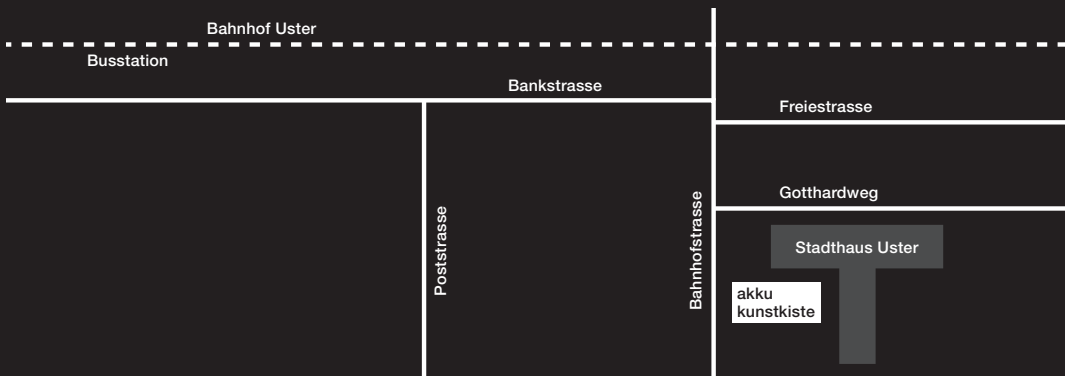 Bahnhof Uster
Busstation
Bankstrasse
Freiestrasse
Gotthardweg
Poststrasse
Bahnhofstrasse
Stadthaus Uster
akku
kunstkiste